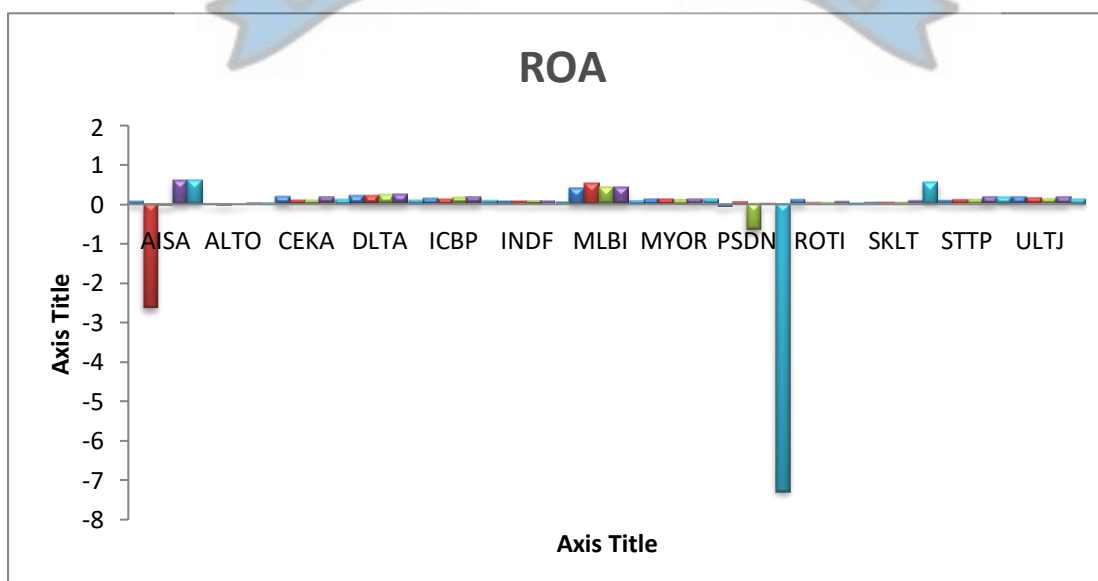 ROA
2
1
0
-1
-2
-3
-4
-5
-6
-7
-8
Axis Title
AISA ALTO CEKA DLTA ICBP INDF MLBI MYOR PSDN ROTI SKLT STTP ULTJ
Axis Title